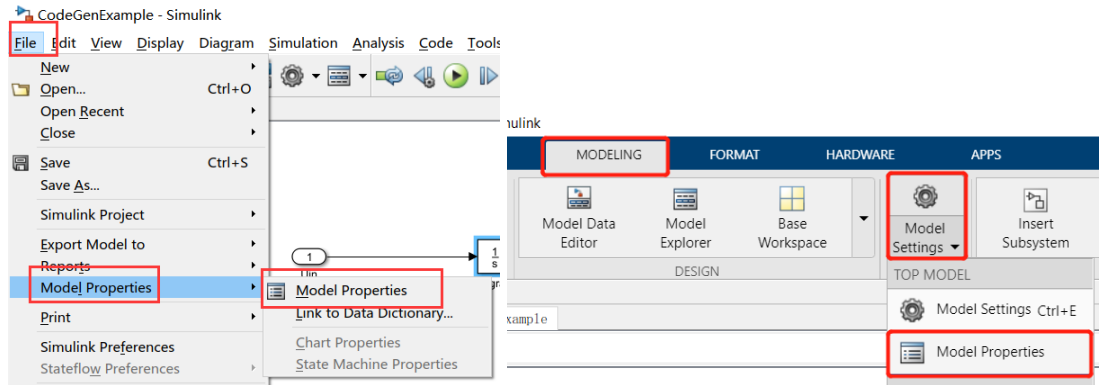 CodeGenExample - Simulink
File Edit View Display Diagram Simulation Analysis Code Tools
New
Open... Ctrl+O
Open Recent
Close
Save Ctrl+S
Save As...
Simulink Project
Export Model to
Reports
Model Properties
Print
Simulink Preferences
Stateflow Preferences
1
1
s
Model Properties
Link to Data Dictionary...
Chart Properties
State Machine Properties
nulink
MODELING FORMAT HARDWARE APPS
Model Data
Editor
Model
Explorer
Base
Workspace
Model
Settings
Insert
Subsystem
DESIGN
TOP MODEL
Model Settings Ctrl+E
Model Properties
xample